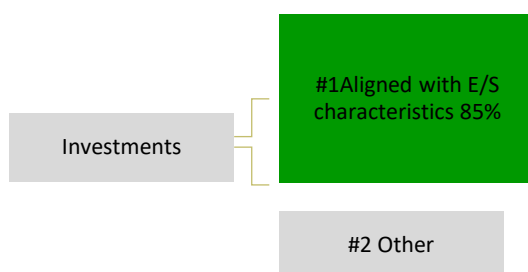 #1Aligned with E/S
characteristics 85%
Investments
#2 Other